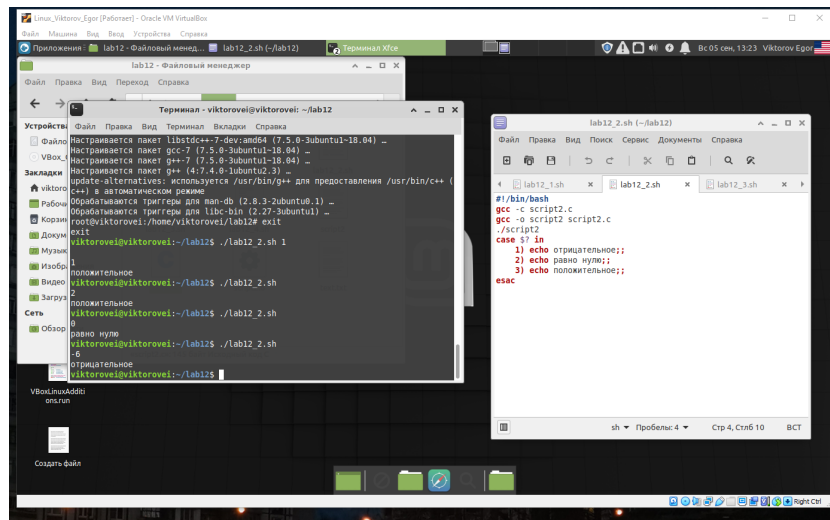 Linux_Viktorov_Egor [Работает] - Oracle VM VirtualBox
Файл Машина Вид Ввод Устройства Справка
Приложения lab12 - Файловый менед... lab12_2.sh (~/lab12) Терминал Xfce Вс 05 сен, 13:23 Viktorov Egor
lab12 - Файловый менеджер
Файл Правка Вид Переход Справка
Устройства
Файло
VBox_
Закладки
viktoro
Рабочи
Корзин
Докум
Музык
Изобра
Видео
Загруз
Сеть
Обзор
Терминал - viktorovei@viktorovei: ~/lab12
Файл Правка Вид Терминал Вкладки Справка
Настраивается пакет libstdc++-7-dev:amd64 (7.5.0-3ubuntu1~18.04) …
Настраивается пакет gcc-7 (7.5.0-3ubuntu1~18.04) …
Настраивается пакет g++-7 (7.5.0-3ubuntu1~18.04) …
Настраивается пакет g++ (4:7.4.0-1ubuntu2.3) …
update-alternatives: используется /usr/bin/g++ для предоставления /usr/bin/c++ (
c++) в автоматическом режиме
Обрабатываются триггеры для man-db (2.8.3-2ubuntu0.1) …
Обрабатываются триггеры для libc-bin (2.27-3ubuntu1) …
root@viktorovei:/home/viktorovei/lab12# exit
exit
viktorovei@viktorovei:~/lab12$ ./lab12_2.sh 1
1
положительное
viktorovei@viktorovei:~/lab12$ ./lab12_2.sh
2
положительное
viktorovei@viktorovei:~/lab12$ ./lab12_2.sh
0
равно нулю
viktorovei@viktorovei:~/lab12$ ./lab12_2.sh
-6
отрицательное
viktorovei@viktorovei:~/lab12$
lab12_2.sh (~/lab12)
Файл Правка Вид Поиск Сервис Документы Справка
lab12_1.sh lab12_2.sh lab12_3.sh
#!/bin/bash
gcc -c script2.c
gcc -o script2 script2.c
./script2
case $? in
1) echo отрицательное;;
2) echo равно нулю;;
3) echo положительное;;
esac
sh Пробелы: 4 Стр 4, Стлб 10 ВСТ
VBoxLinuxAdditi
ons.run
Создать файл
Right Ctrl